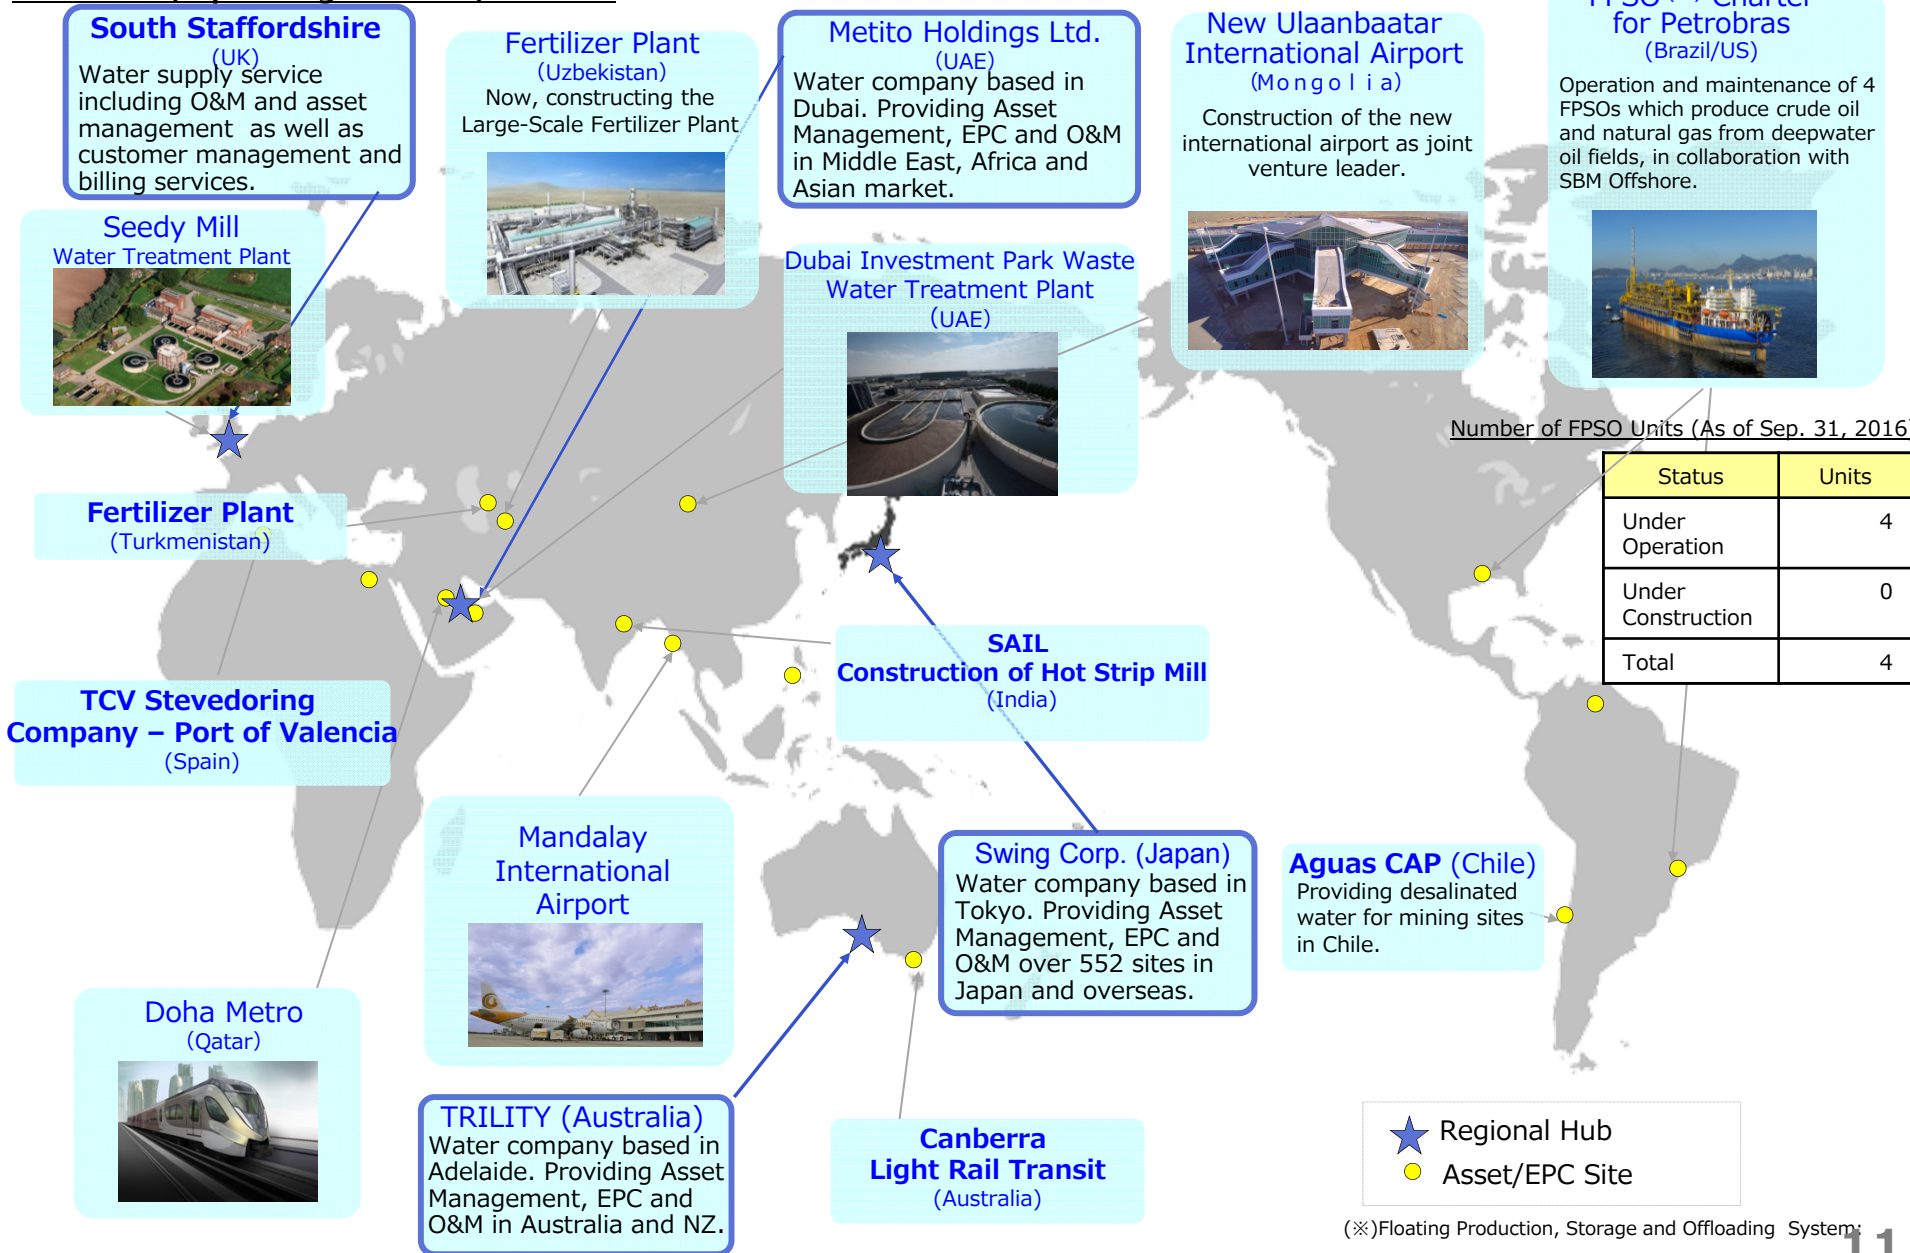 South Staffordshire
(UK)
Water supply service
including O&M and asset
management as well as
customer management and
billing services.
Seedy Mill
Water Treatment Plant
Fertilizer Plant
(Uzbekistan)
Now, constructing the
Large-Scale Fertilizer Plant
Metito Holdings Ltd.
(UAE)
Water company based in
Dubai. Providing Asset
Management, EPC and O&M
in Middle East, Africa and
Asian market.
Dubai Investment Park Waste
Water Treatment Plant
(UAE)
New Ulaanbaatar
International Airport
(Mongolia)
Construction of the new
international airport as joint
venture leader.
Charter
for Petrobras
(Brazil/US)
Operation and maintenance of 4
FPSOs which produce crude oil
and natural gas from deepwater
oil fields, in collaboration with
SBM Offshore.
Number of FPSO Units (As of Sep. 31, 2016)
Status Units
Under
Operation 4
Under
Construction 0
Total 4
Fertilizer Plant
(Turkmenistan)
TCV Stevedoring
Company – Port of Valencia
(Spain)
SAIL
Construction of Hot Strip Mill
(India)
Mandalay
International
Airport
Swing Corp. (Japan)
Water company based in
Tokyo. Providing Asset
Management, EPC and
O&M over 552 sites in
Japan and overseas.
Aguas CAP (Chile)
Providing desalinated
water for mining sites
in Chile.
Doha Metro
(Qatar)
TRILITY (Australia)
Water company based in
Adelaide. Providing Asset
Management, EPC and
O&M in Australia and NZ.
Canberra
Light Rail Transit
(Australia)
Regional Hub
Asset/EPC Site
(※)Floating Production, Storage and Offloading System:
11